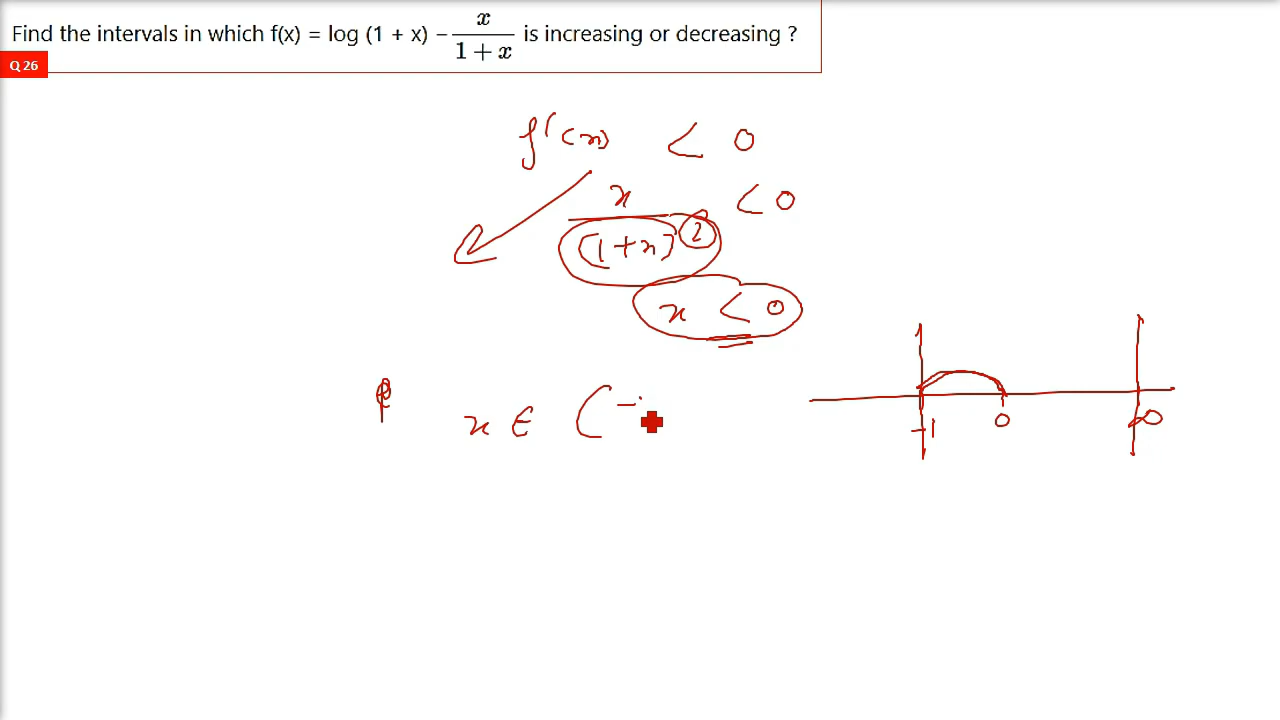 Find the intervals in which f(x) = log (1 + x) − x/(1 + x) is increasing or decreasing ?
Q 26
f'(x) < 0
x/(1+x)² < 0
x < 0
x ∈ (-
-1 0 ∞